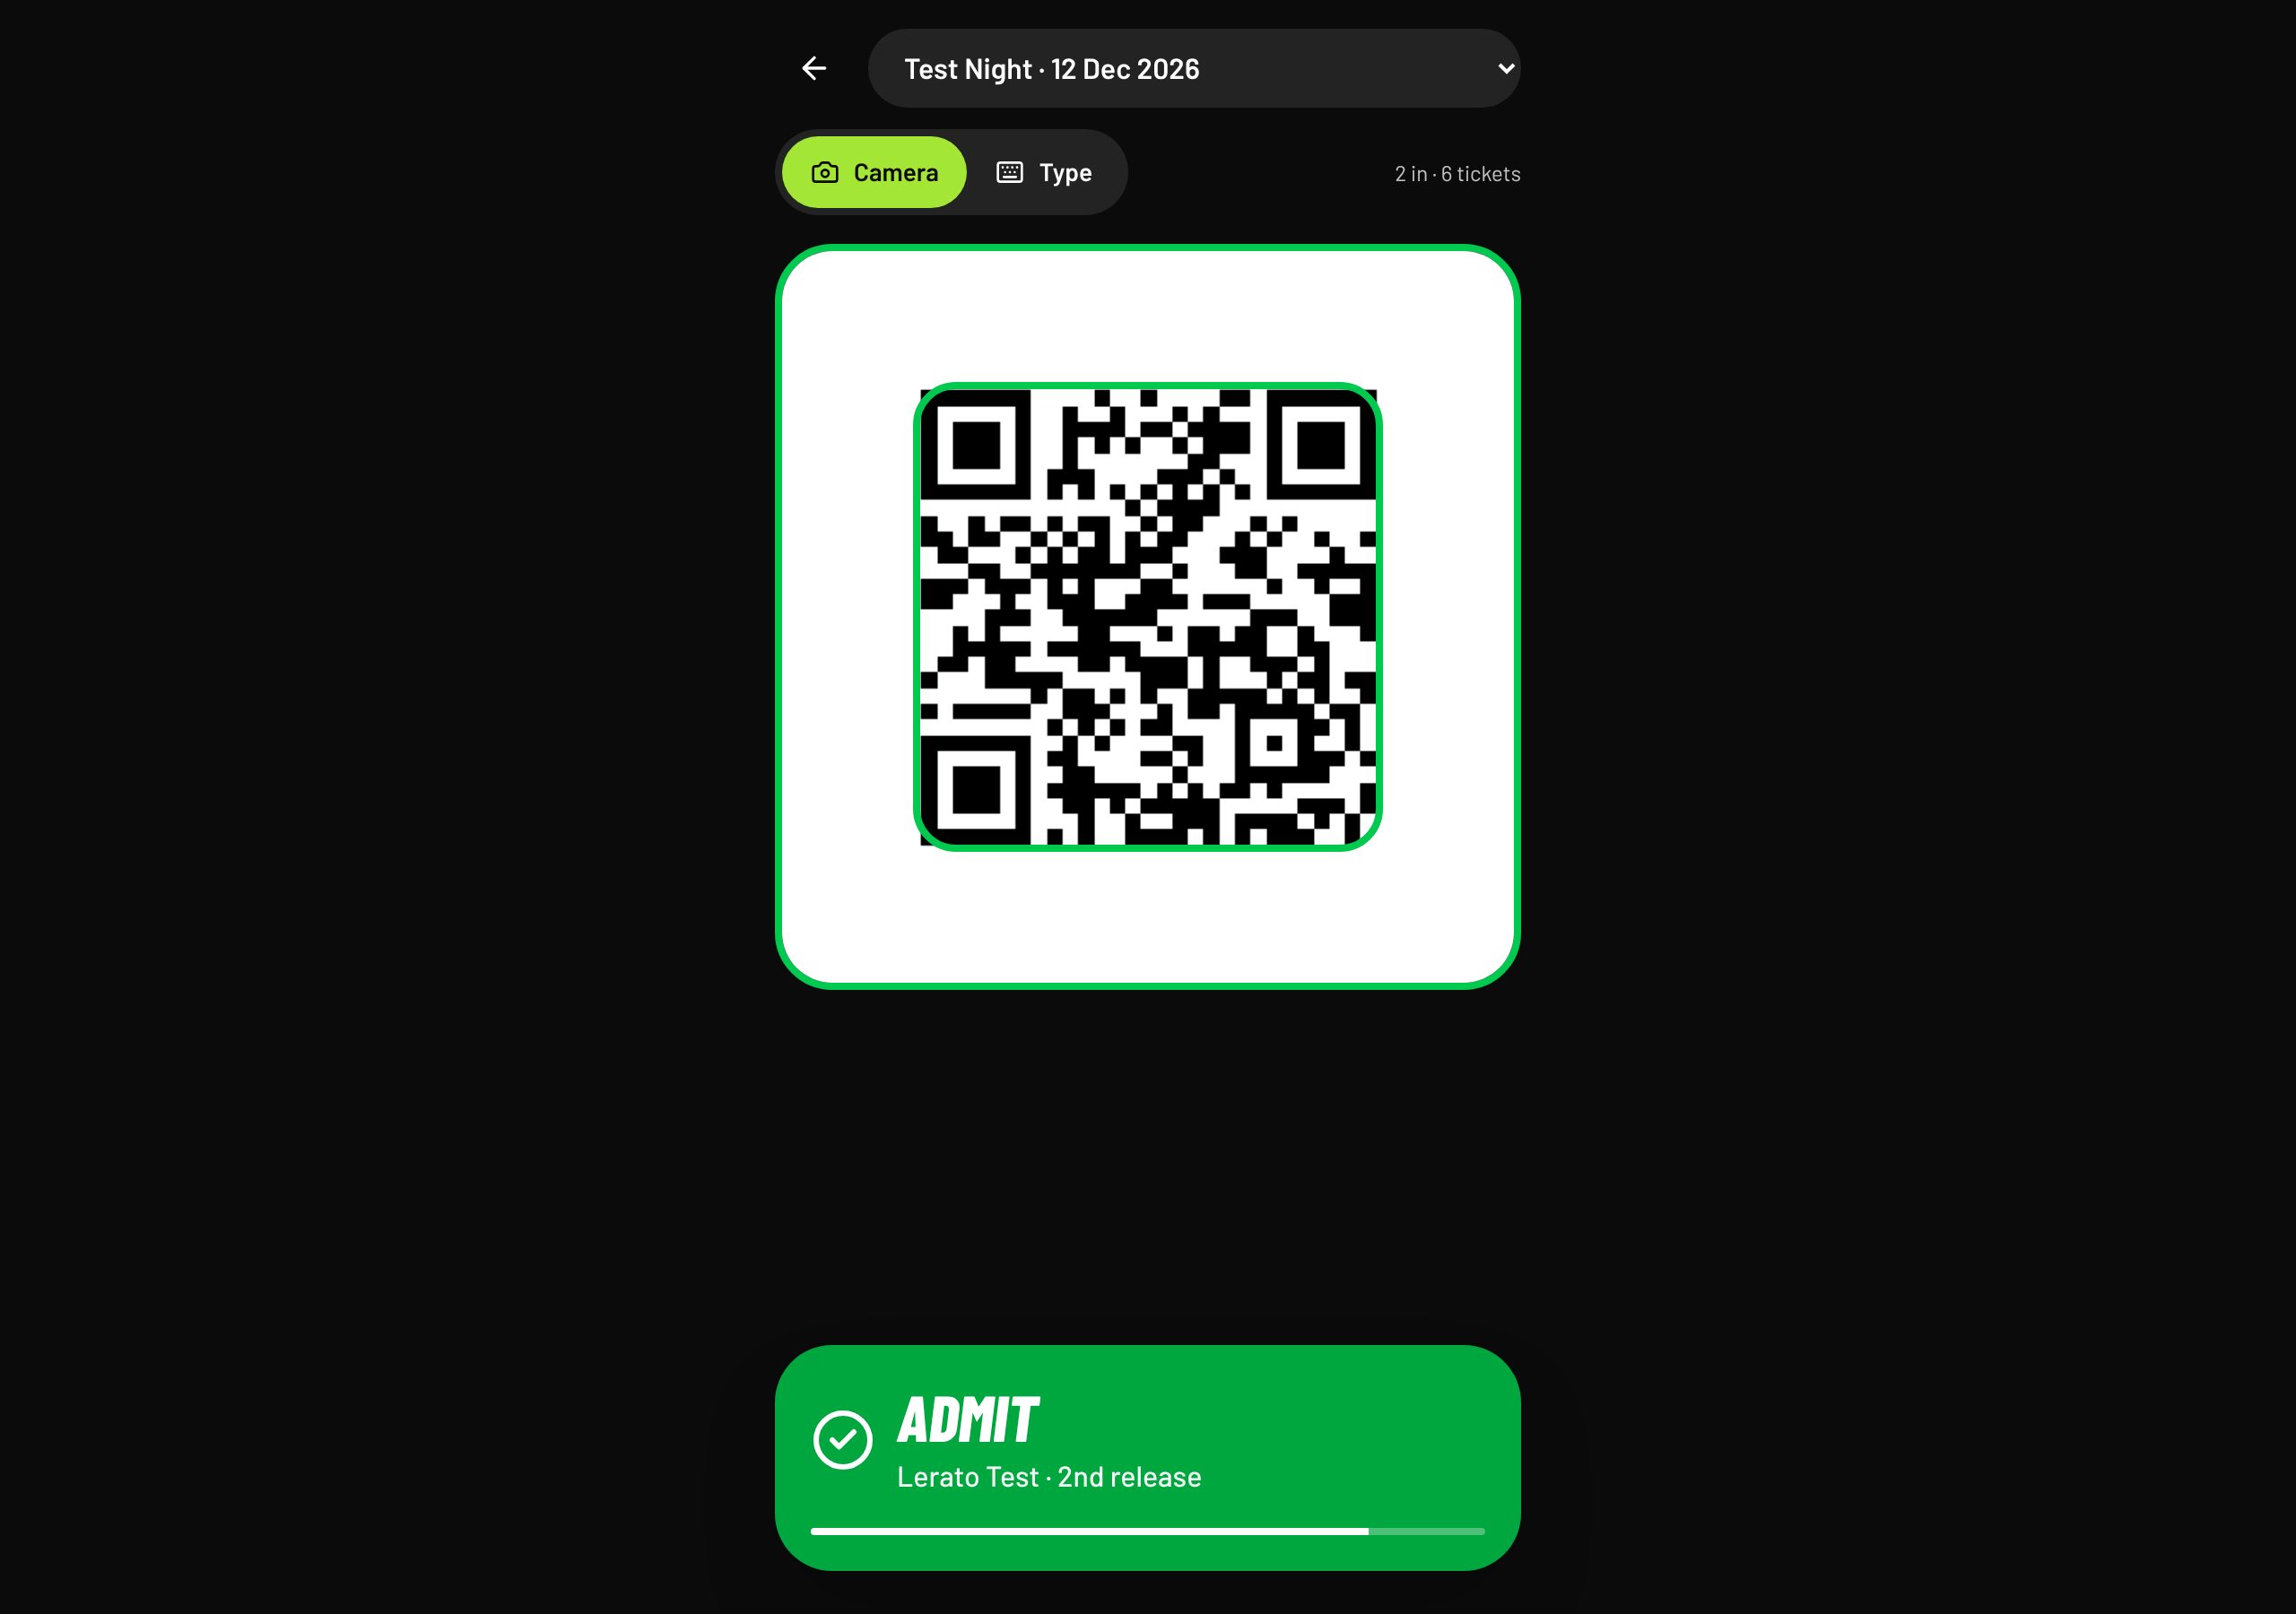 Test Night · 12 Dec 2026
Camera
Type
2 in · 6 tickets
ADMIT
Lerato Test · 2nd release